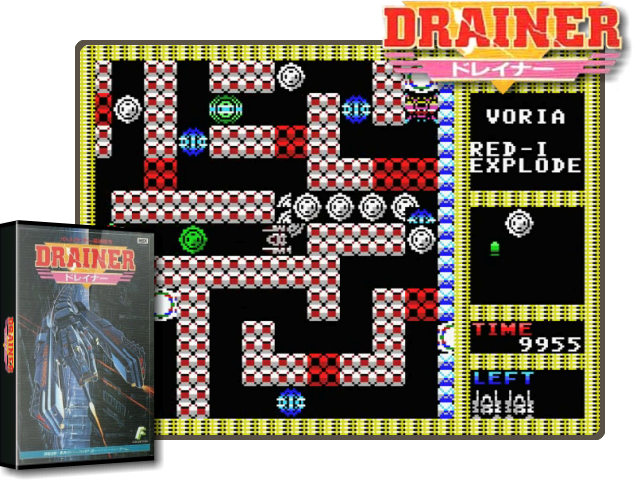 DRAINER
ドレイナー
VORIA
RED-I
EXPLODE
TIME
9955
LEFT
DRAINER
ドレイナー
DRAINER
MSX